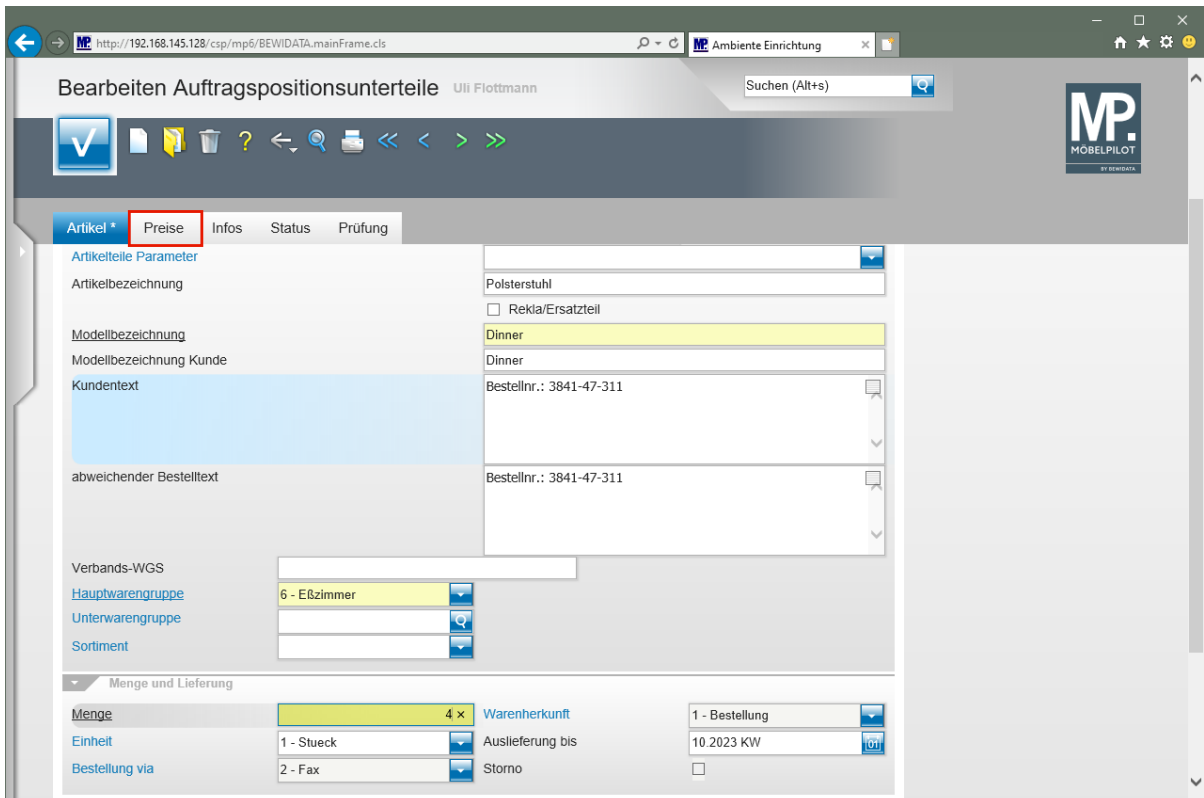 http://192.168.145.128/csp/mp6/BEWIDATA.mainFrame.cls
MP. Ambiente Einrichtung
Bearbeiten Auftragspositionsunterteile Uli Flottmann
Suchen (Alt+s)
MP.
MÖBELPILOT
BY BEWIDATA
Artikel * Preise Infos Status Prüfung
Artikelteile Parameter
Artikelbezeichnung Polsterstuhl
Rekla/Ersatzteil
Modellbezeichnung Dinner
Modellbezeichnung Kunde Dinner
Kundentext Bestellnr.: 3841-47-311
abweichender Bestelltext Bestellnr.: 3841-47-311
Verbands-WGS
Hauptwarengruppe 6 - Eßzimmer
Unterwarengruppe
Sortiment
Menge und Lieferung
Menge 4 Warenherkunft 1 - Bestellung
Einheit 1 - Stueck Auslieferung bis 10.2023 KW
Bestellung via 2 - Fax Storno